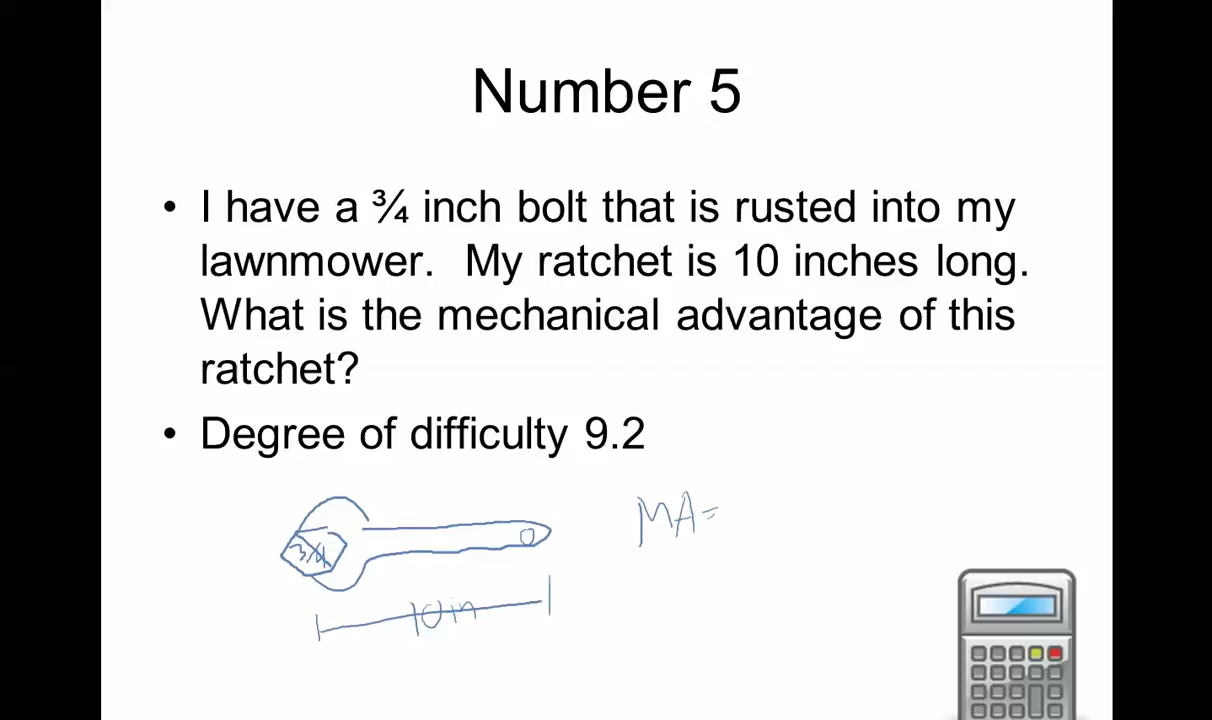 Number 5
• I have a ¾ inch bolt that is rusted into my
lawnmower. My ratchet is 10 inches long.
What is the mechanical advantage of this
ratchet?
• Degree of difficulty 9.2
MA=
3/4
10in